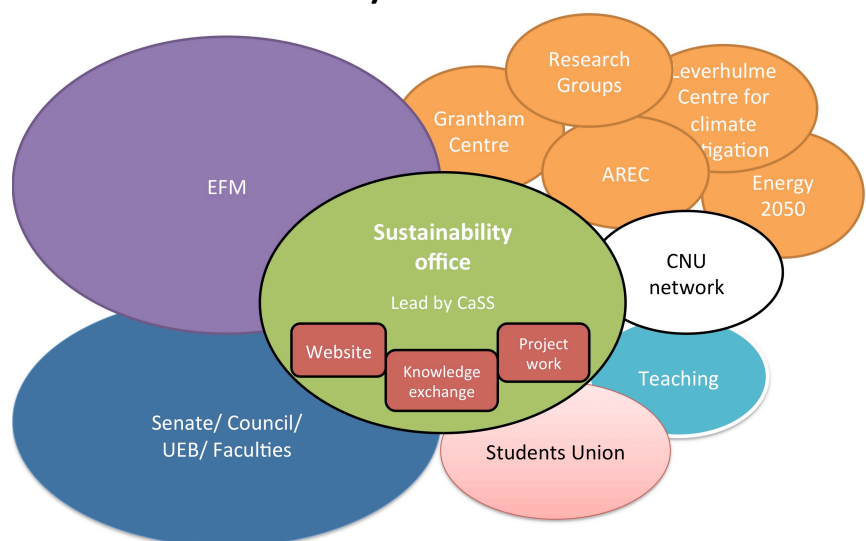 Research
Groups
Leverhulme
Centre for
climate
Grantham
Centre
EFM
AREC
Energy
2050
Sustainability
office
CNU
network
Lead by CaSS
Website
Project
work
Knowledge
exchange
Teaching
Senate/ Council/
UEB/ Faculties
Students Union